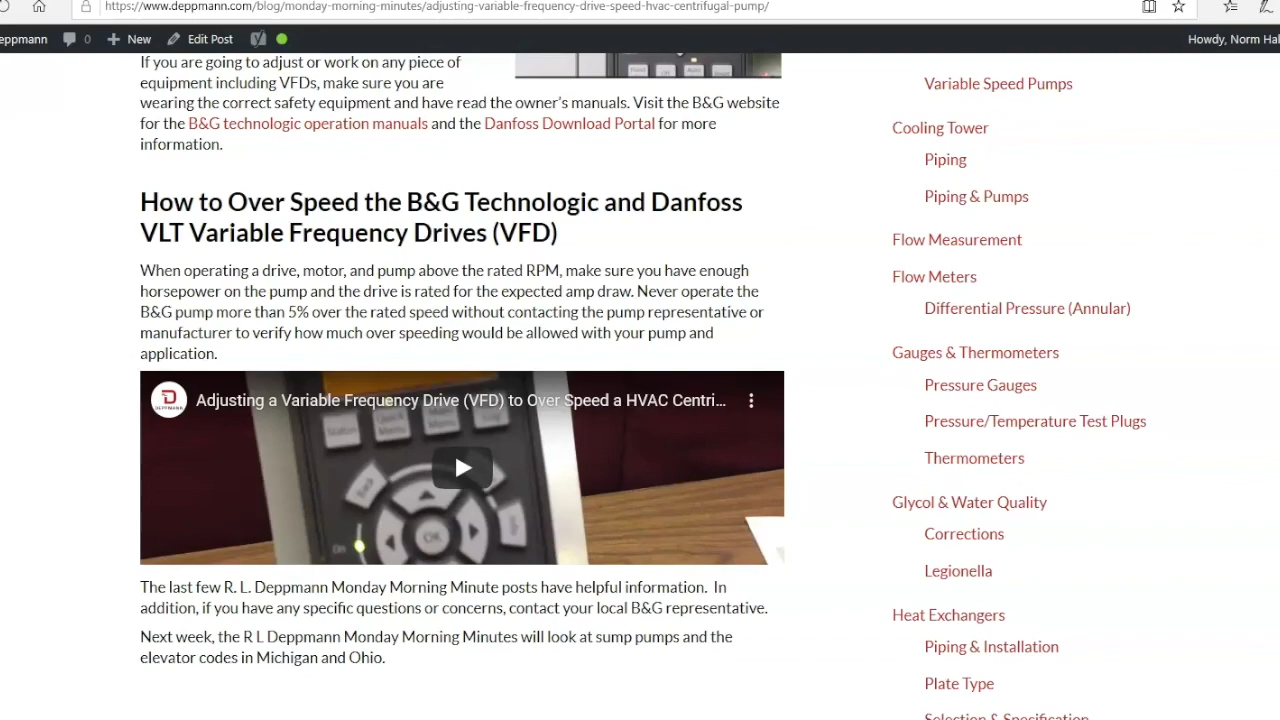 https://www.deppmann.com/blog/monday-morning-minutes/adjusting-variable-frequency-drive-speed-hvac-centrifugal-pump/
eppmann 0 New Edit Post Howdy, Norm Hal
If you are going to adjust or work on any piece of
equipment including VFDs, make sure you are
wearing the correct safety equipment and have read the owner's manuals. Visit the B&G website
for the B&G technologic operation manuals and the Danfoss Download Portal for more
information.
How to Over Speed the B&G Technologic and Danfoss
VLT Variable Frequency Drives (VFD)
When operating a drive, motor, and pump above the rated RPM, make sure you have enough
horsepower on the pump and the drive is rated for the expected amp draw. Never operate the
B&G pump more than 5% over the rated speed without contacting the pump representative or
manufacturer to verify how much over speeding would be allowed with your pump and
application.
DEPPMANN
Adjusting a Variable Frequency Drive (VFD) to Over Speed a HVAC Centri...
Status Quick Menu Main Menu
Back
OK
On
The last few R. L. Deppmann Monday Morning Minute posts have helpful information. In
addition, if you have any specific questions or concerns, contact your local B&G representative.
Next week, the R L Deppmann Monday Morning Minutes will look at sump pumps and the
elevator codes in Michigan and Ohio.
Variable Speed Pumps
Cooling Tower
Piping
Piping & Pumps
Flow Measurement
Flow Meters
Differential Pressure (Annular)
Gauges & Thermometers
Pressure Gauges
Pressure/Temperature Test Plugs
Thermometers
Glycol & Water Quality
Corrections
Legionella
Heat Exchangers
Piping & Installation
Plate Type
Selection & Specification